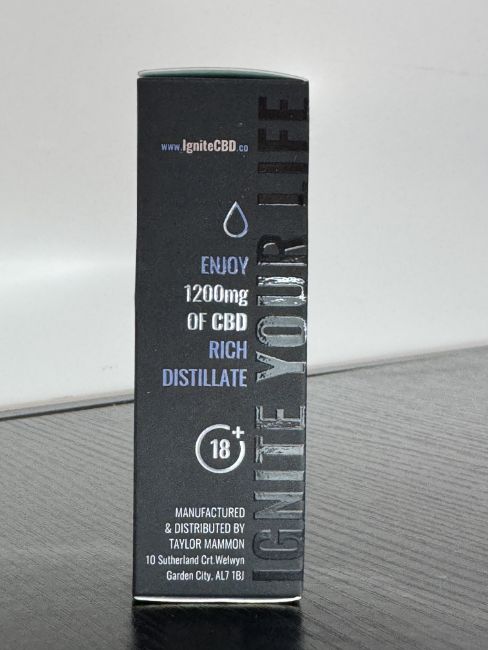 www.IgniteCBD.co
ENJOY
1200mg
OF CBD
RICH
DISTILLATE
18+
MANUFACTURED
& DISTRIBUTED BY
TAYLOR MAMMON
10 Sutherland Crt.Welwyn
Garden City, AL7 1BJ
IGNITE YOUR LIFE